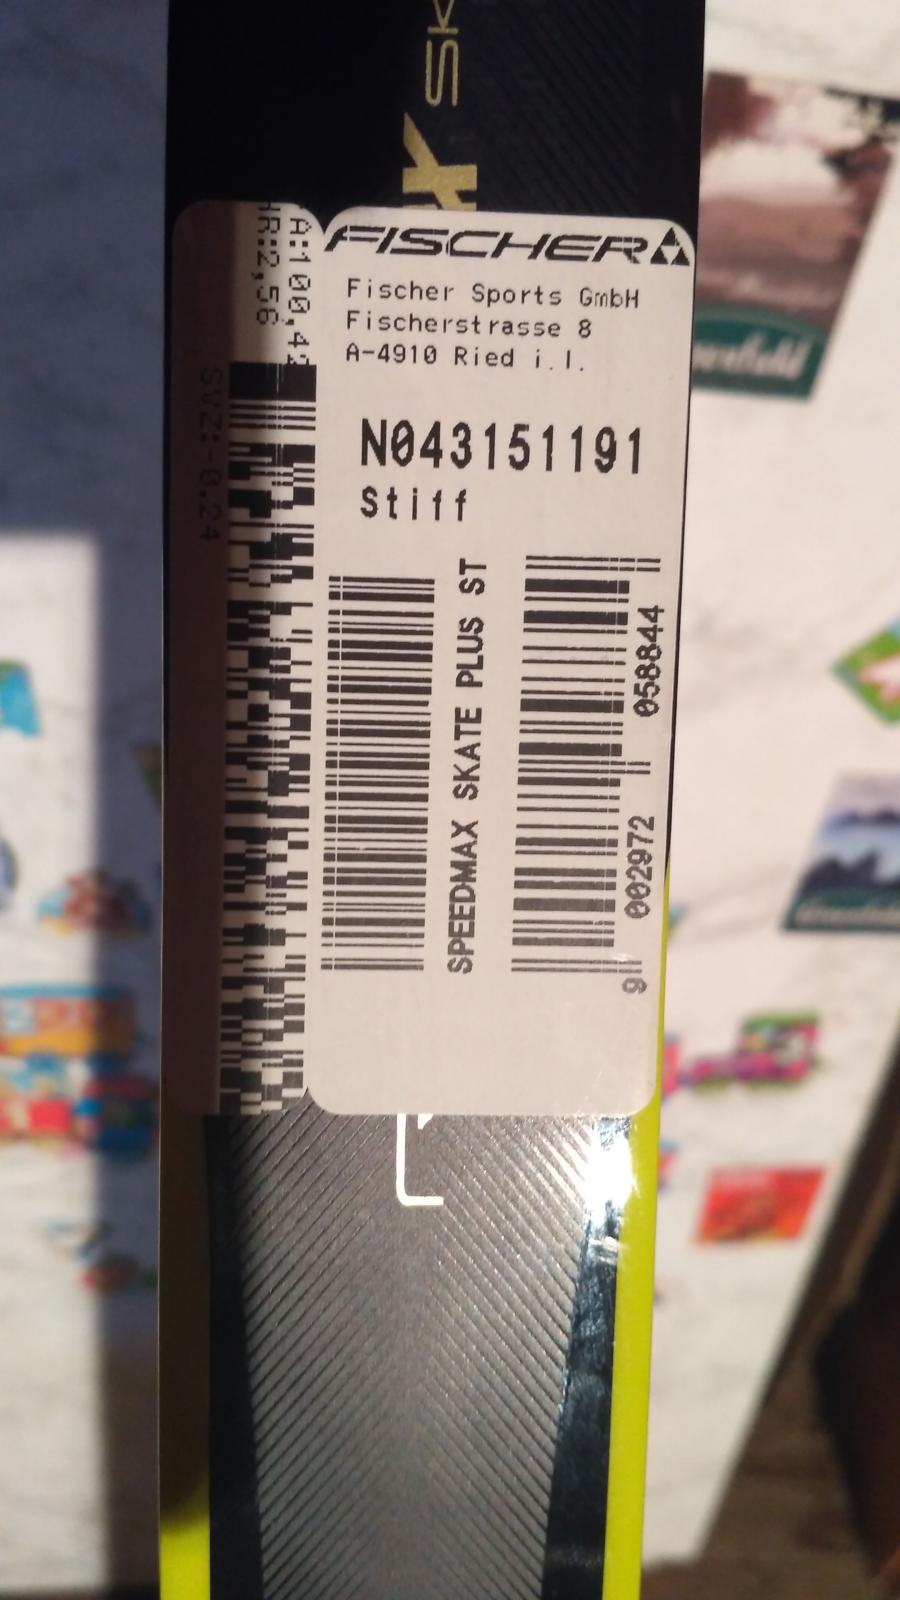 SK
FISCHER
Fischer Sports GmbH
Fischerstrasse 8
A-4910 Ried i.I.
N043151191
Stiff
SPEEDMAX SKATE PLUS ST
9 002972 058844
A:100,42
HR:2,56
SVZ:-0.24